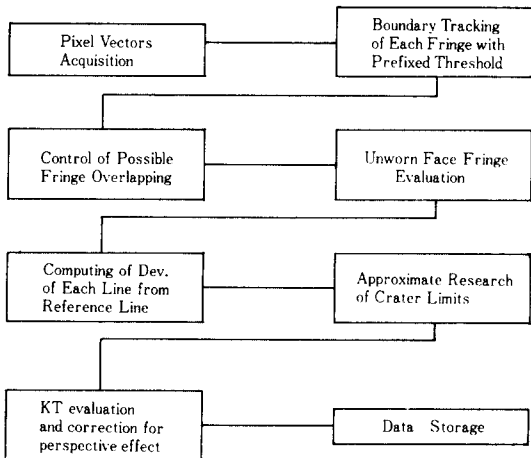 Pixel Vectors
Acquisition
Boundary Tracking
of Each Fringe with
Prefixed Threshold
Control of Possible
Fringe Overlapping
Unworn Face Fringe
Evaluation
Computing of Dev.
of Each Line from
Reference Line
Approximate Research
of Crater Limits
KT evaluation
and correction for
perspective effect
Data Storage